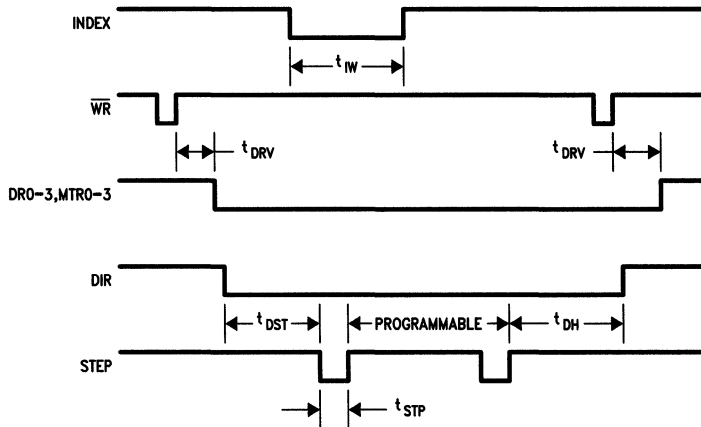 INDEX
t IW
WR
t DRV
t DRV
DR0-3,MTR0-3
DIR
t DST
PROGRAMMABLE
t DH
STEP
t STP